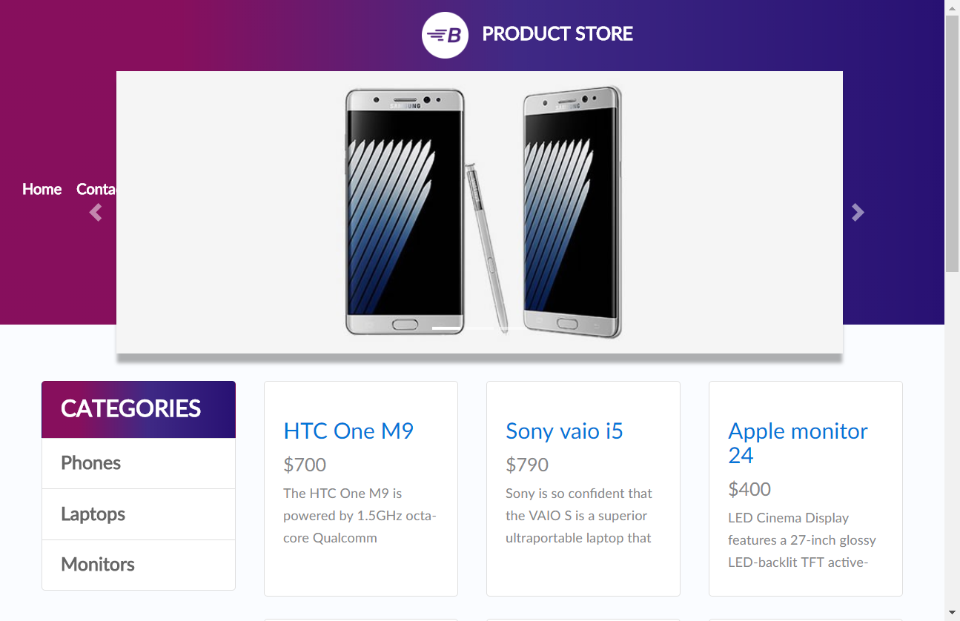 B PRODUCT STORE
SAMSUNG
Home Conta
CATEGORIES
Phones
Laptops
Monitors
HTC One M9
$700
The HTC One M9 is
powered by 1.5GHz octa-
core Qualcomm
Sony vaio i5
$790
Sony is so confident that
the VAIO S is a superior
ultraportable laptop that
Apple monitor
24
$400
LED Cinema Display
features a 27-inch glossy
LED-backlit TFT active-